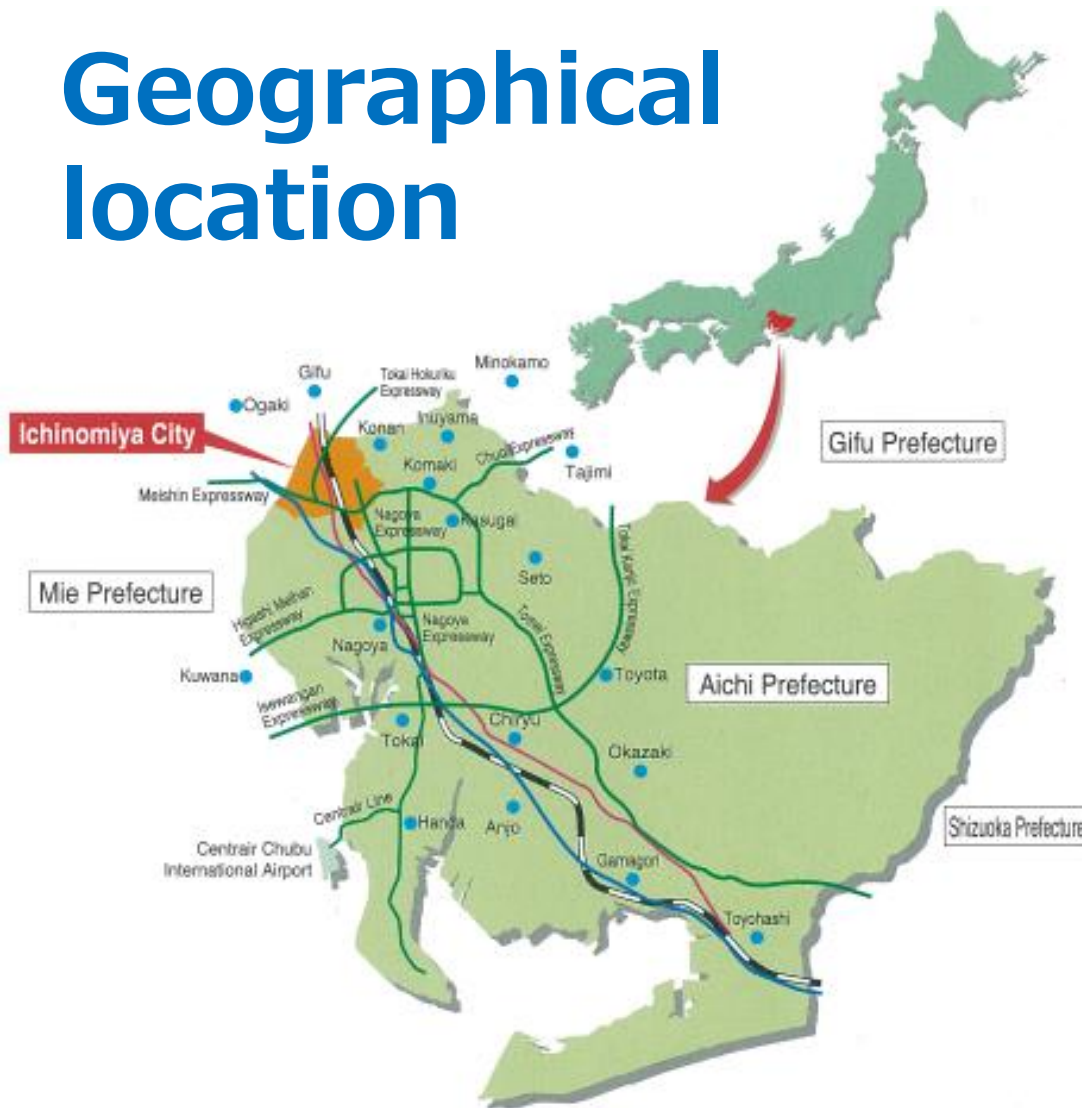 Geographical
location
Minokamo
Gifu
Tokai Hokuriku
Expressway
Ogaki
Inuyama
Konan
Ichinomiya City
Chuo Expressway
Gifu Prefecture
Komaki
Tajimi
Meishin Expressway
Nagoya
Expressway
Kasugai
Tokai Kanjo Expressway
Seto
Mie Prefecture
Higashi Meihan
Expressway
Nagoya
Expressway
Nagoya
Tomei Expressway
Kuwana
Toyota
Aichi Prefecture
Isewangan
Expressway
Chiryu
Tokai
Okazaki
Centrair Line
Handa
Anjo
Shizuoka Prefecture
Centrair Chubu
International Airport
Gamagori
Toyohashi